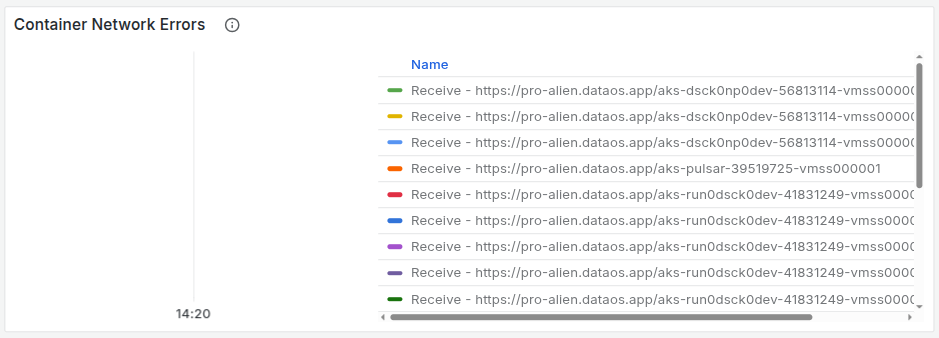 Container Network Errors
Name
Receive - https://pro-alien.dataos.app/aks-dsck0np0dev-56813114-vmss0000
Receive - https://pro-alien.dataos.app/aks-dsck0np0dev-56813114-vmss0000
Receive - https://pro-alien.dataos.app/aks-dsck0np0dev-56813114-vmss0000
Receive - https://pro-alien.dataos.app/aks-pulsar-39519725-vmss000001
Receive - https://pro-alien.dataos.app/aks-run0dsck0dev-41831249-vmss0000
Receive - https://pro-alien.dataos.app/aks-run0dsck0dev-41831249-vmss0000
Receive - https://pro-alien.dataos.app/aks-run0dsck0dev-41831249-vmss0000
Receive - https://pro-alien.dataos.app/aks-run0dsck0dev-41831249-vmss0000
Receive - https://pro-alien.dataos.app/aks-run0dsck0dev-41831249-vmss0000
14:20